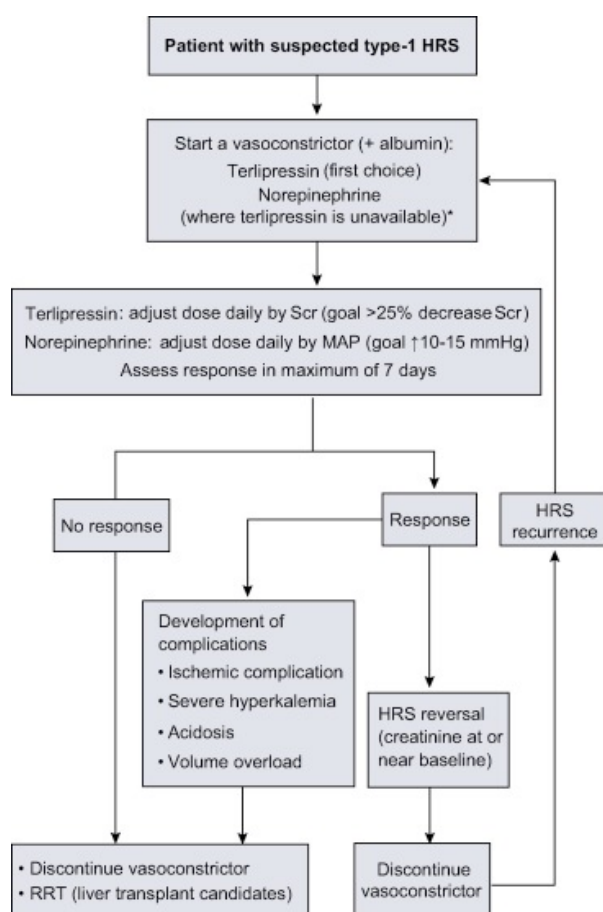 Patient with suspected type-1 HRS
Start a vasoconstrictor (+ albumin):
Terlipressin (first choice)
Norepinephrine
(where terlipressin is unavailable)*
Terlipressin: adjust dose daily by Scr (goal >25% decrease Scr)
Norepinephrine: adjust dose daily by MAP (goal ↑10-15 mmHg)
Assess response in maximum of 7 days
No response
Response
HRS
recurrence
Development of
complications
• Ischemic complication
• Severe hyperkalemia
• Acidosis
• Volume overload
HRS reversal
(creatinine at or
near baseline)
• Discontinue vasoconstrictor
• RRT (liver transplant candidates)
Discontinue
vasoconstrictor